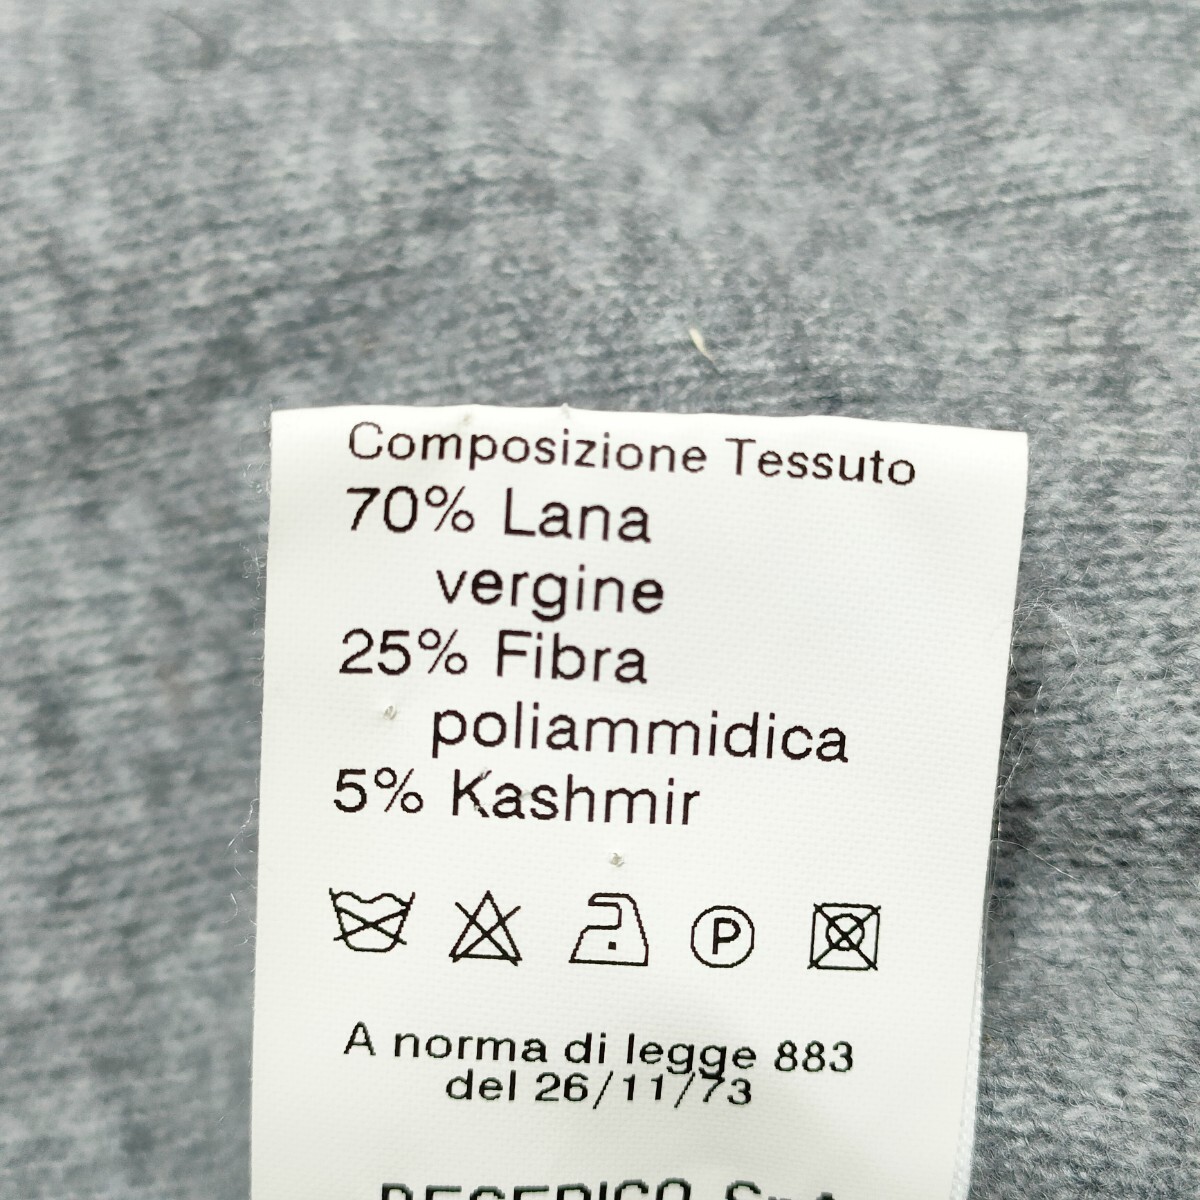 Composizione Tessuto
70% Lana
vergine
25% Fibra
poliammidica
5% Kashmir
P
A norma di legge 883
del 26/11/73